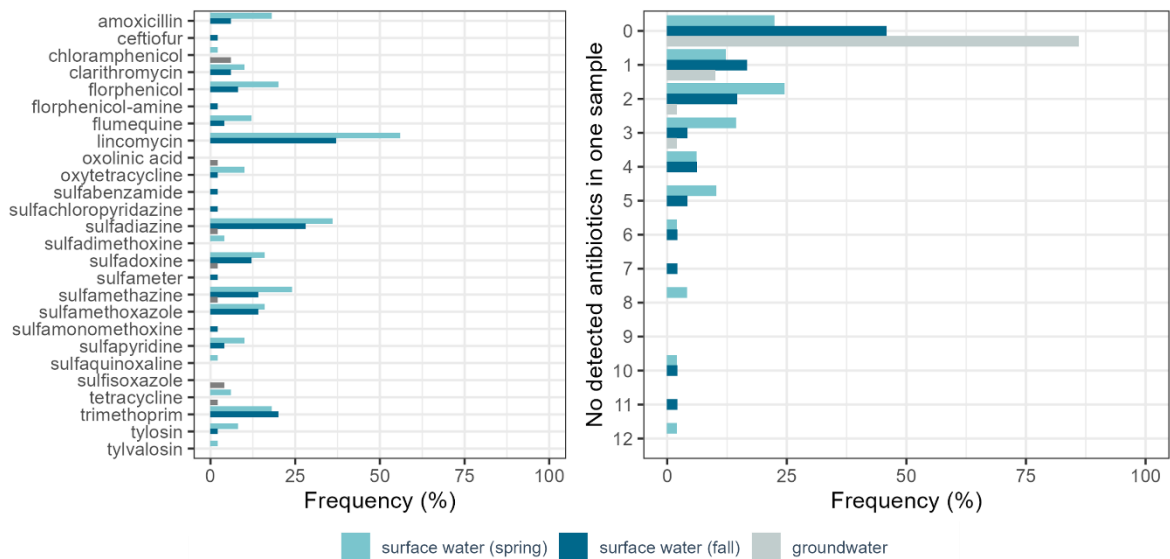 amoxicillin
ceftiofur
chloramphenicol
clarithromycin
florphenicol
florphenicol-amine
flumequine
lincomycin
oxolinic acid
oxytetracycline
sulfabenzamide
sulfachloropyridazine
sulfadiazine
sulfadimethoxine
sulfadoxine
sulfameter
sulfamethazine
sulfamethoxazole
sulfamonomethoxine
sulfapyridine
sulfaquinoxaline
sulfisoxazole
tetracycline
trimethoprim
tylosin
tylvalosin
0 25 50 75 100
Frequency (%)
No detected antibiotics in one sample
0
1
2
3
4
5
6
7
8
9
10
11
12
0 25 50 75 100
Frequency (%)
surface water (spring) surface water (fall) groundwater